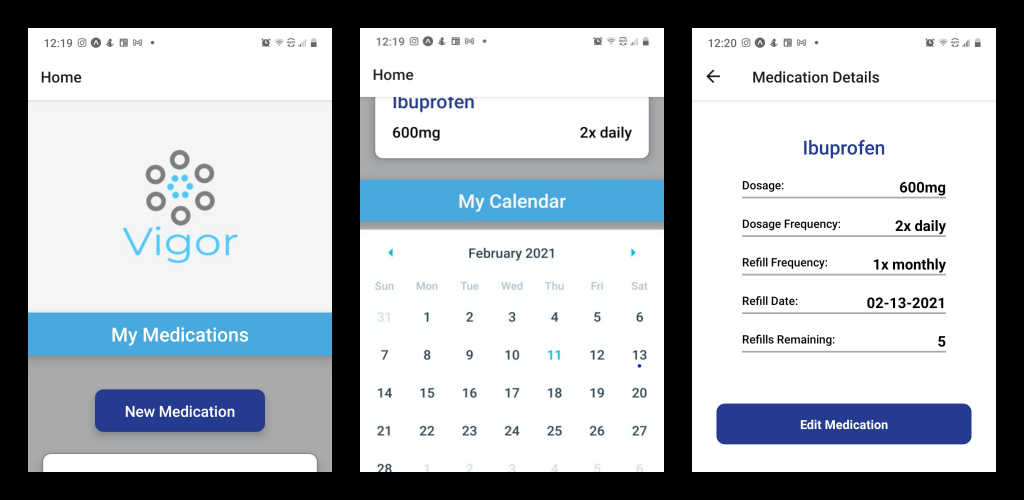 12:19
Home
Vigor
My Medications
New Medication
12:19
Home
Ibuprofen
600mg 2x daily
My Calendar
February 2021
Sun Mon Tue Wed Thu Fri Sat
31 1 2 3 4 5 6
7 8 9 10 11 12 13
14 15 16 17 18 19 20
21 22 23 24 25 26 27
28 1 2 3 4 5 6
12:20
Medication Details
Ibuprofen
Dosage: 600mg
Dosage Frequency: 2x daily
Refill Frequency: 1x monthly
Refill Date: 02-13-2021
Refills Remaining: 5
Edit Medication